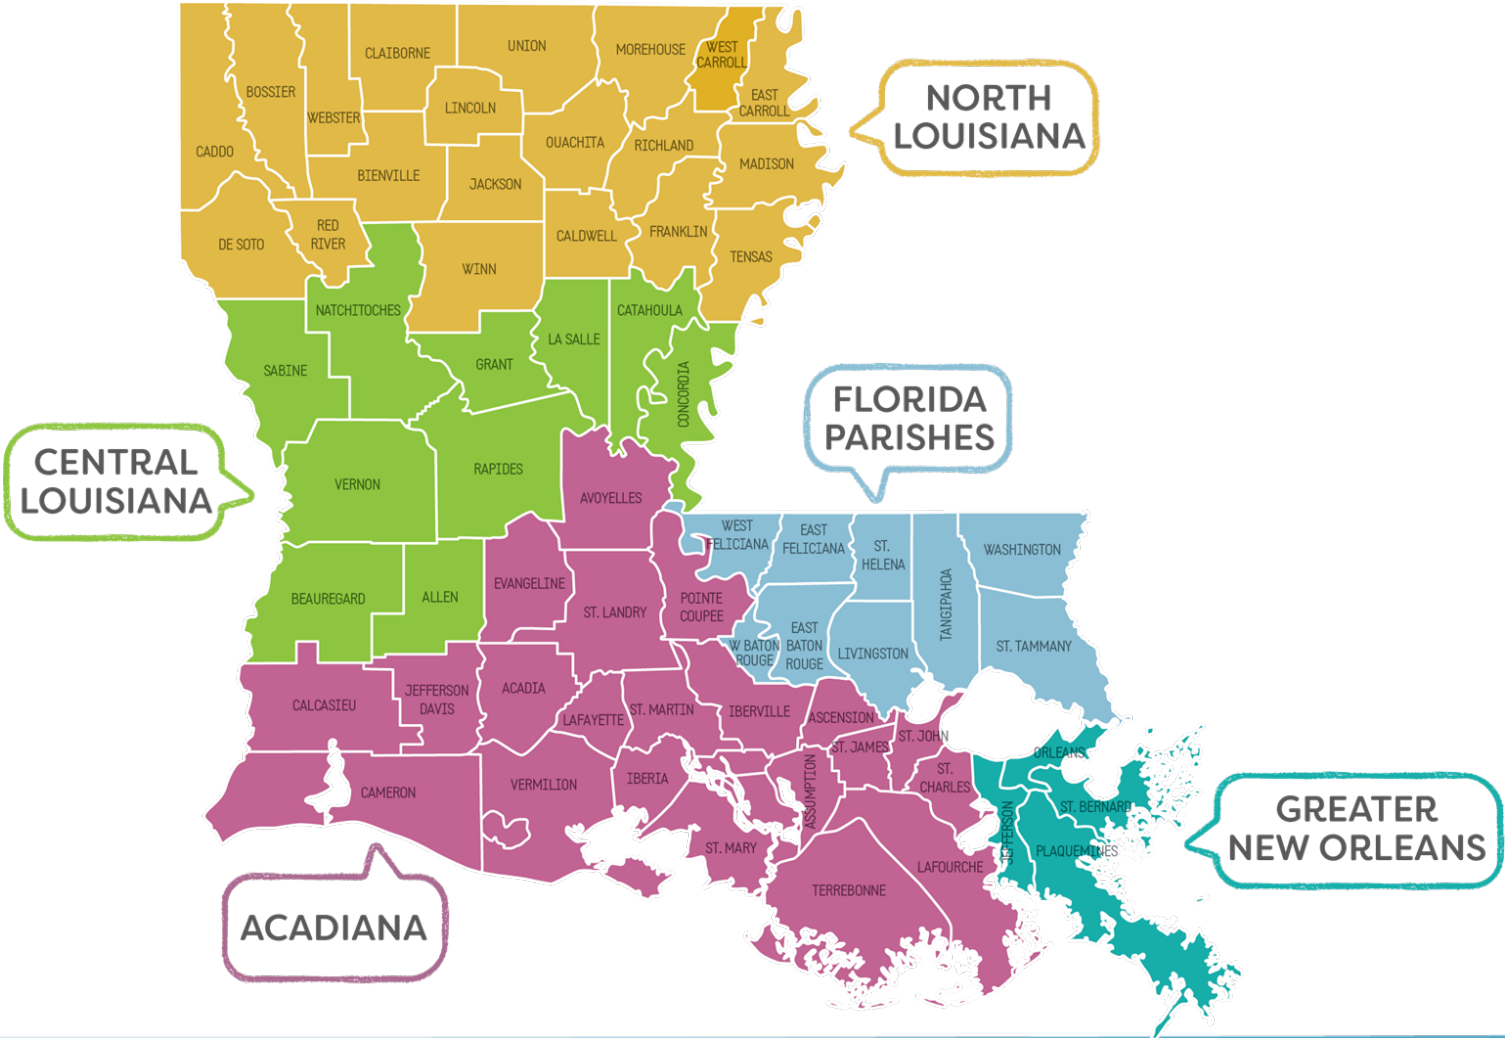 CLAIBORNE
UNION
MOREHOUSE
WEST
CARROLL
NORTH
LOUISIANA
BOSSIER
WEBSTER
LINCOLN
EAST
CARROLL
CADDO
OUACHITA
RICHLAND
MADISON
BIENVILLE
JACKSON
DE SOTO
RED
RIVER
CALDWELL
FRANKLIN
TENSAS
WINN
NATCHITOCHES
CATAHOULA
LA SALLE
SABINE
GRANT
CONCORDIA
FLORIDA
PARISHES
CENTRAL
LOUISIANA
VERNON
RAPIDES
AVOYELLES
WEST
FELICIANA
EAST
FELICIANA
ST.
HELENA
WASHINGTON
BEAUREGARD
ALLEN
EVANGELINE
ST. LANDRY
POINTE
COUPEE
TANGIPAHOA
W BATON
ROUGE
EAST
BATON
ROUGE
LIVINGSTON
ST. TAMMANY
CALCASIEU
JEFFERSON
DAVIS
ACADIA
LAFAYETTE
ST. MARTIN
IBERVILLE
ASCENSION
ST. JAMES
ST. JOHN
ORLEANS
CAMERON
VERMILION
IBERIA
ASSUMPTION
ST.
CHARLES
JEFFERSON
ST. BERNARD
PLAQUEMINES
GREATER
NEW ORLEANS
ST. MARY
LAFOURCHE
TERREBONNE
ACADIANA